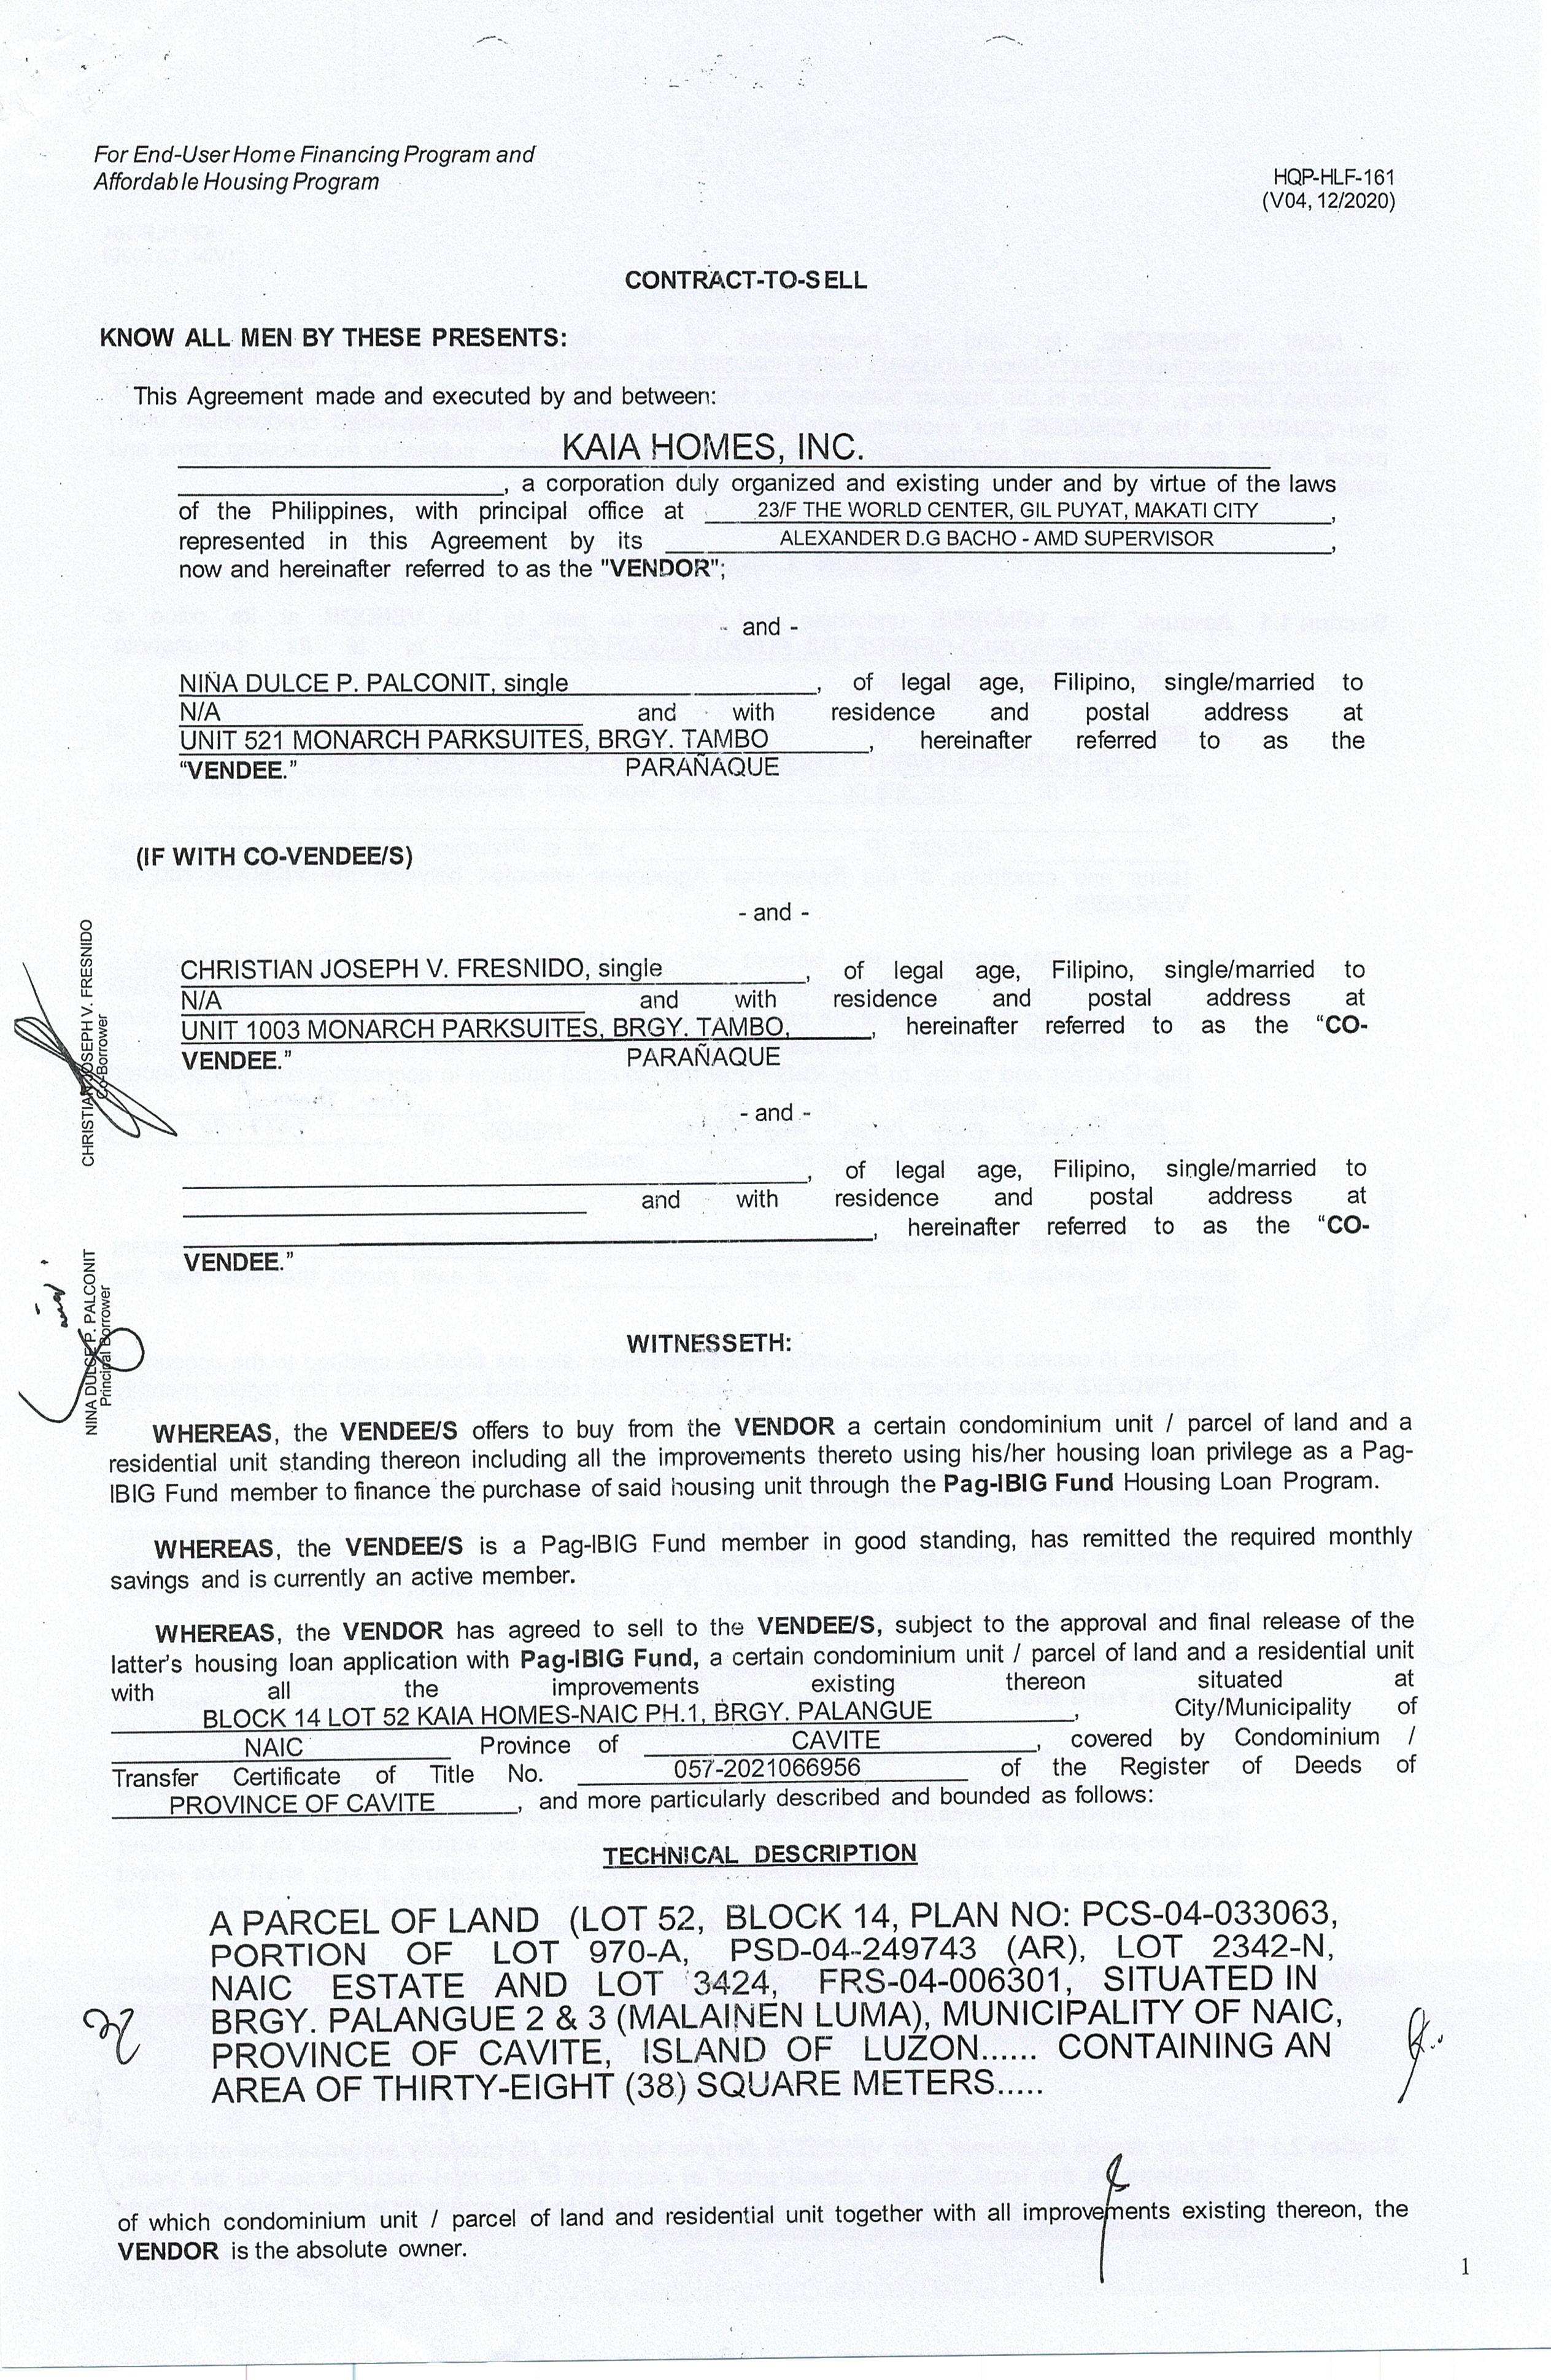 For End-User Home Financing Program and
Affordable Housing Program
HQP-HLF-161
(V04, 12/2020)
CONTRACT-TO-SELL
KNOW ALL MEN BY THESE PRESENTS:
This Agreement made and executed by and between:
KAIA HOMES, INC.
, a corporation duly organized and existing under and by virtue of the laws
of the Philippines, with principal office at 23/F THE WORLD CENTER, GIL PUYAT, MAKATI CITY,
represented in this Agreement by its ALEXANDER D.G BACHO - AMD SUPERVISOR,
now and hereinafter referred to as the "VENDOR";
- and -
NIÑA DULCE P. PALCONIT, single, of legal age, Filipino, single/married to
N/A and with residence and postal address at
UNIT 521 MONARCH PARKSUITES, BRGY. TAMBO, hereinafter referred to as the
“VENDEE.” PARAÑAQUE
(IF WITH CO-VENDEE/S)
- and -
CHRISTIAN JOSEPH V. FRESNIDO, single, of legal age, Filipino, single/married to
N/A and with residence and postal address at
UNIT 1003 MONARCH PARKSUITES, BRGY. TAMBO, , hereinafter referred to as the “CO-
VENDEE.” PARAÑAQUE
- and -
, of legal age, Filipino, single/married to
and with residence and postal address at
, hereinafter referred to as the “CO-
VENDEE.”
CHRISTIAN JOSEPH V. FRESNIDO
Co-Borrower
NINA DULCE P. PALCONIT
Principal Borrower
WITNESSETH:
WHEREAS, the VENDEE/S offers to buy from the VENDOR a certain condominium unit / parcel of land and a
residential unit standing thereon including all the improvements thereto using his/her housing loan privilege as a Pag-
IBIG Fund member to finance the purchase of said housing unit through the Pag-IBIG Fund Housing Loan Program.
WHEREAS, the VENDEE/S is a Pag-IBIG Fund member in good standing, has remitted the required monthly
savings and is currently an active member.
WHEREAS, the VENDOR has agreed to sell to the VENDEE/S, subject to the approval and final release of the
latter's housing loan application with Pag-IBIG Fund, a certain condominium unit / parcel of land and a residential unit
with all the improvements existing thereon situated at
BLOCK 14 LOT 52 KAIA HOMES-NAIC PH.1, BRGY. PALANGUE, City/Municipality of
NAIC Province of CAVITE, covered by Condominium /
Transfer Certificate of Title No. 057-2021066956 of the Register of Deeds of
PROVINCE OF CAVITE, and more particularly described and bounded as follows:
TECHNICAL DESCRIPTION
A PARCEL OF LAND (LOT 52, BLOCK 14, PLAN NO: PCS-04-033063,
PORTION OF LOT 970-A, PSD-04-249743 (AR), LOT 2342-N,
NAIC ESTATE AND LOT 3424, FRS-04-006301, SITUATED IN
BRGY. PALANGUE 2 & 3 (MALAINEN LUMA), MUNICIPALITY OF NAIC,
PROVINCE OF CAVITE, ISLAND OF LUZON...... CONTAINING AN
AREA OF THIRTY-EIGHT (38) SQUARE METERS.....
of which condominium unit / parcel of land and residential unit together with all improvements existing thereon, the
VENDOR is the absolute owner.
1